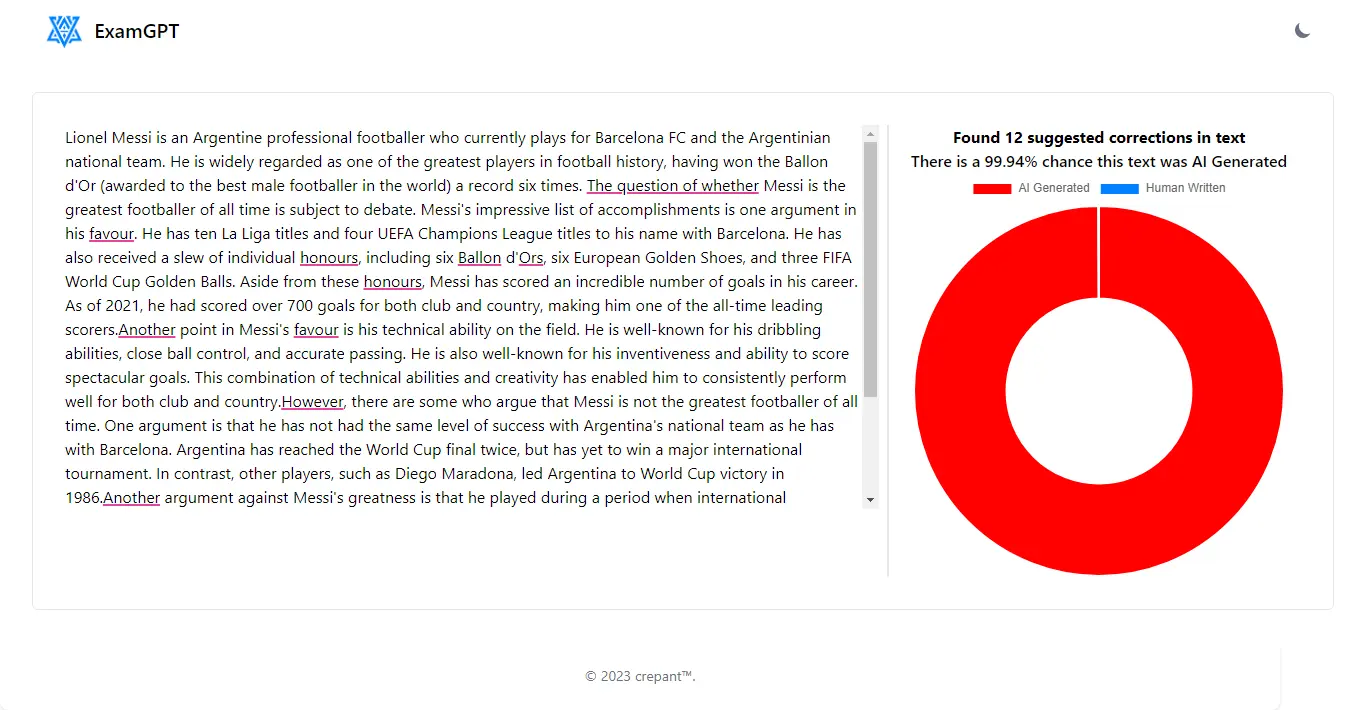 ExamGPT
Lionel Messi is an Argentine professional footballer who currently plays for Barcelona FC and the Argentinian
national team. He is widely regarded as one of the greatest players in football history, having won the Ballon
d'Or (awarded to the best male footballer in the world) a record six times. The question of whether Messi is the
greatest footballer of all time is subject to debate. Messi's impressive list of accomplishments is one argument in
his favour. He has ten La Liga titles and four UEFA Champions League titles to his name with Barcelona. He has
also received a slew of individual honours, including six Ballon d'Ors, six European Golden Shoes, and three FIFA
World Cup Golden Balls. Aside from these honours, Messi has scored an incredible number of goals in his career.
As of 2021, he had scored over 700 goals for both club and country, making him one of the all-time leading
scorers.Another point in Messi's favour is his technical ability on the field. He is well-known for his dribbling
abilities, close ball control, and accurate passing. He is also well-known for his inventiveness and ability to score
spectacular goals. This combination of technical abilities and creativity has enabled him to consistently perform
well for both club and country.However, there are some who argue that Messi is not the greatest footballer of all
time. One argument is that he has not had the same level of success with Argentina's national team as he has
with Barcelona. Argentina has reached the World Cup final twice, but has yet to win a major international
tournament. In contrast, other players, such as Diego Maradona, led Argentina to World Cup victory in
1986.Another argument against Messi's greatness is that he played during a period when international
Found 12 suggested corrections in text
There is a 99.94% chance this text was AI Generated
AI Generated Human Written
© 2023 crepant™.